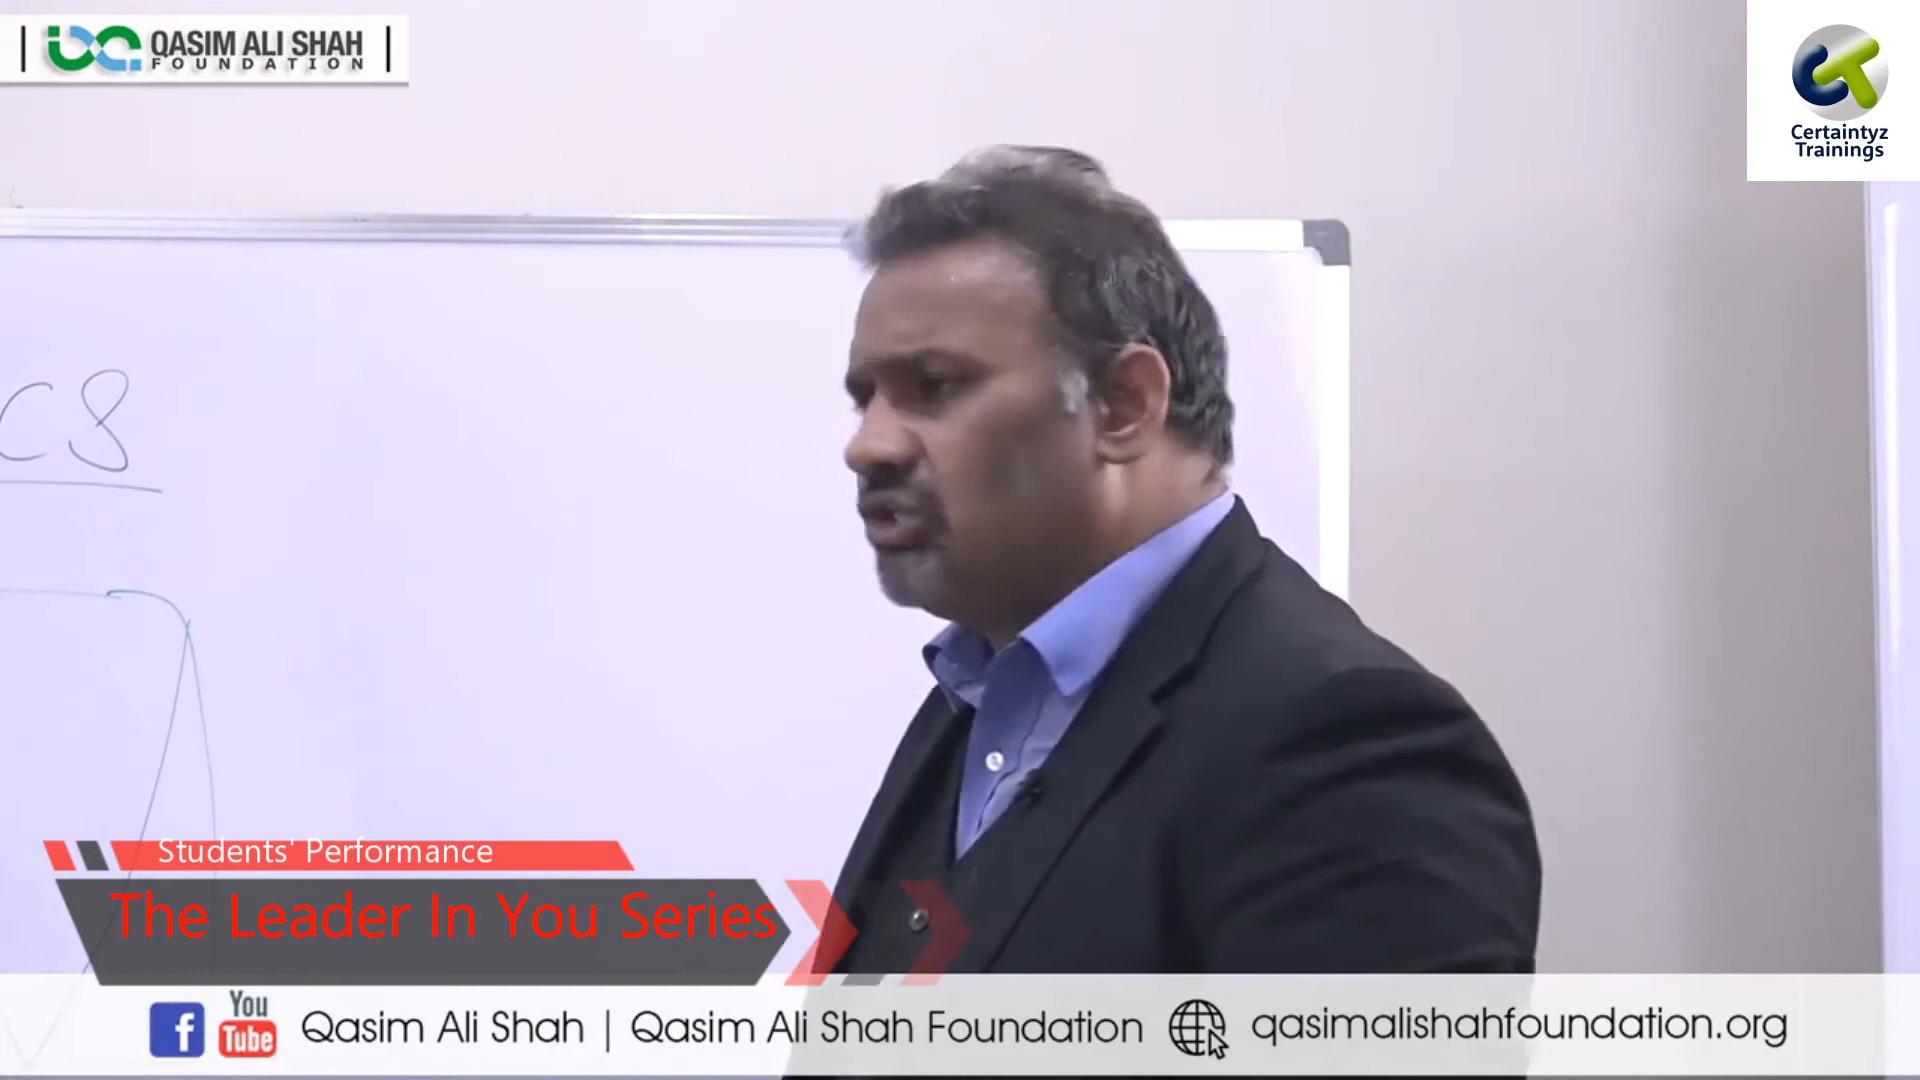 QASIM ALI SHAH
FOUNDATION
CT
Certaintyz
Trainings
C8
Students' Performance
The Leader In You Series
f You
Tube Qasim Ali Shah | Qasim Ali Shah Foundation qasimalishahfoundation.org